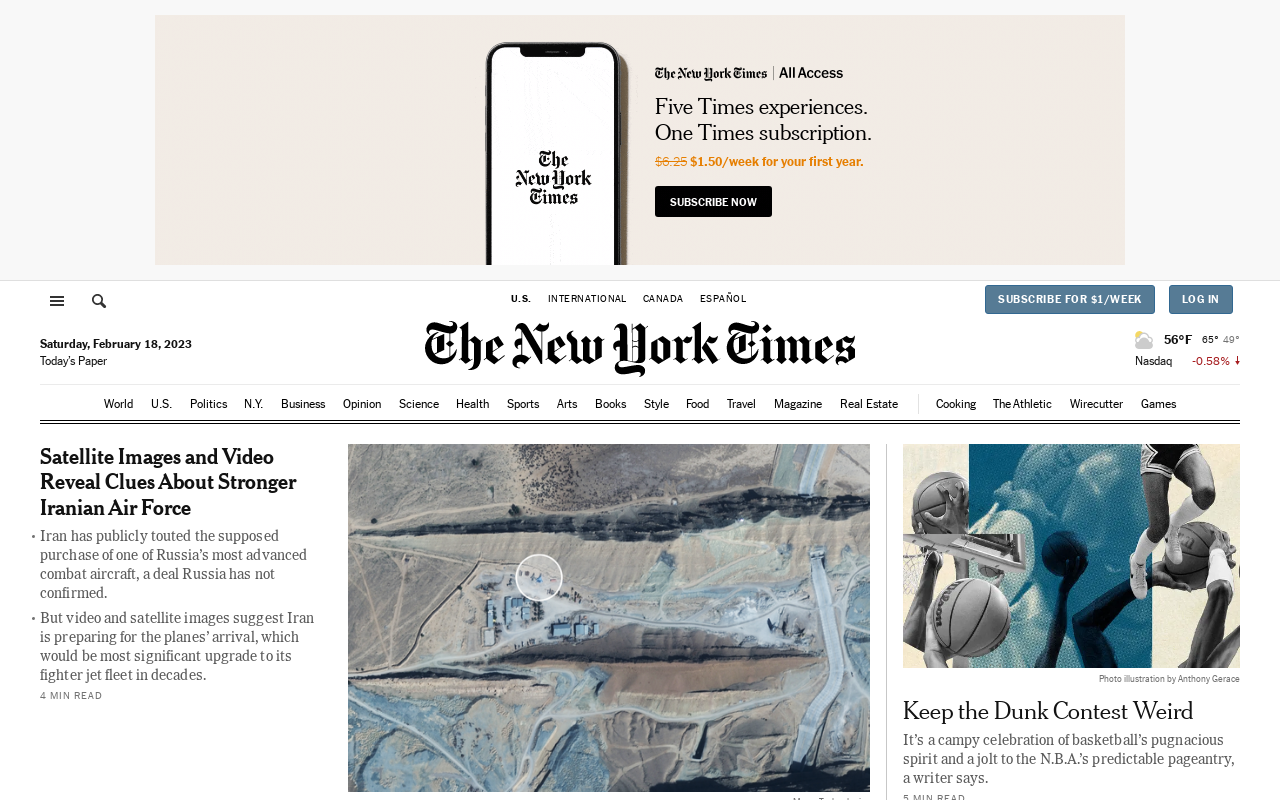 The New York Times
The New York Times | All Access
Five Times experiences.
One Times subscription.
$6.25 $1.50/week for your first year.
SUBSCRIBE NOW
U.S. INTERNATIONAL CANADA ESPAÑOL
SUBSCRIBE FOR $1/WEEK LOG IN
Saturday, February 18, 2023
Today's Paper
The New York Times
56°F 65° 49°
Nasdaq -0.58%
World U.S. Politics N.Y. Business Opinion Science Health Sports Arts Books Style Food Travel Magazine Real Estate Cooking The Athletic Wirecutter Games
Satellite Images and Video
Reveal Clues About Stronger
Iranian Air Force
Iran has publicly touted the supposed
purchase of one of Russia's most advanced
combat aircraft, a deal Russia has not
confirmed.
But video and satellite images suggest Iran
is preparing for the planes' arrival, which
would be most significant upgrade to its
fighter jet fleet in decades.
4 MIN READ
Photo illustration by Anthony Gerace
Keep the Dunk Contest Weird
It's a campy celebration of basketball's pugnacious
spirit and a jolt to the N.B.A.'s predictable pageantry,
a writer says.
5 MIN READ